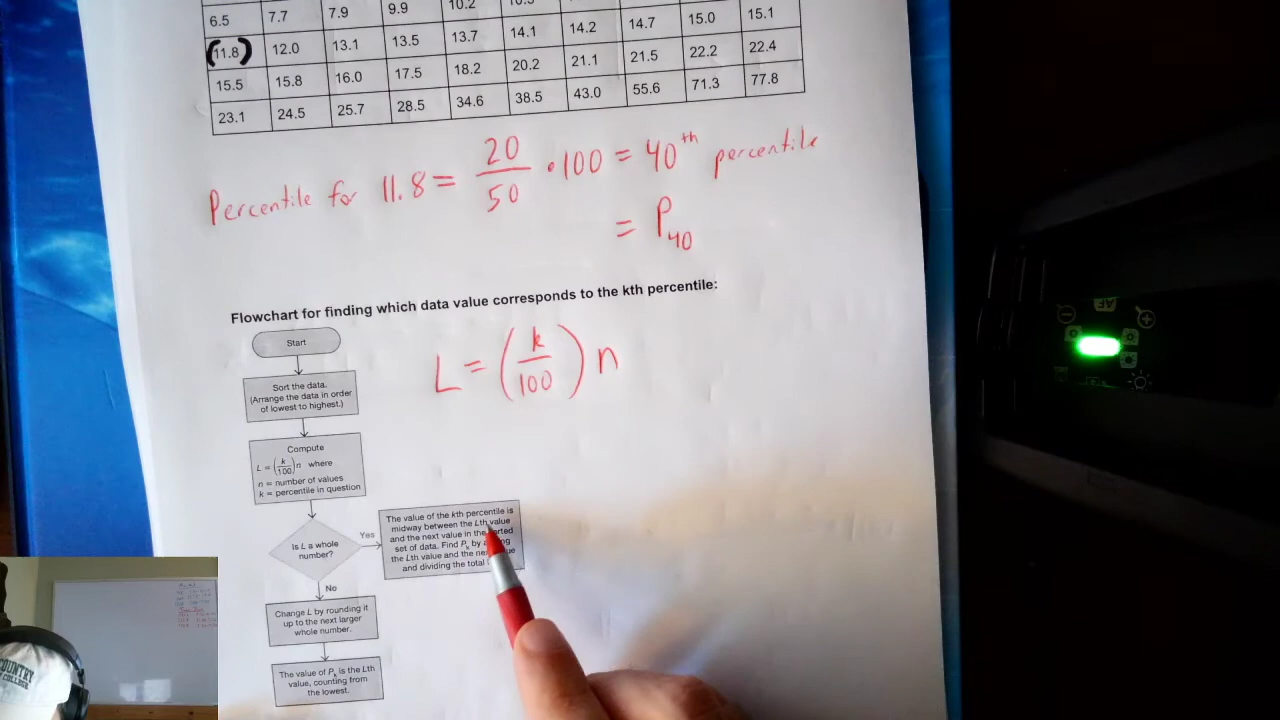 6.5 7.7 7.9 9.9 10.2
(11.8) 12.0 13.1 13.5 13.7 14.1 14.2 14.7 15.0 15.1
15.5 15.8 16.0 17.5 18.2 20.2 21.1 21.5 22.2 22.4
23.1 24.5 25.7 28.5 34.6 38.5 43.0 55.6 71.3 77.8
Percentile for 11.8 = 20/50 • 100 = 40th percentile
= P40
Flowchart for finding which data value corresponds to the kth percentile:
Start
L = (k/100) n
Sort the data.
(Arrange the data in order
of lowest to highest.)
Compute
L = (k/100)n where
n = number of values
k = percentile in question
Is L a whole
number?
Yes
The value of the kth percentile is
midway between the Lth value
and the next value in the sorted
set of data. Find Pk by
the Lth value and the
and dividing the total
No
Change L by rounding it
up to the next larger
whole number.
The value of Pk is the Lth
value, counting from
the lowest.
COUNTRY
COLLEGE
AF